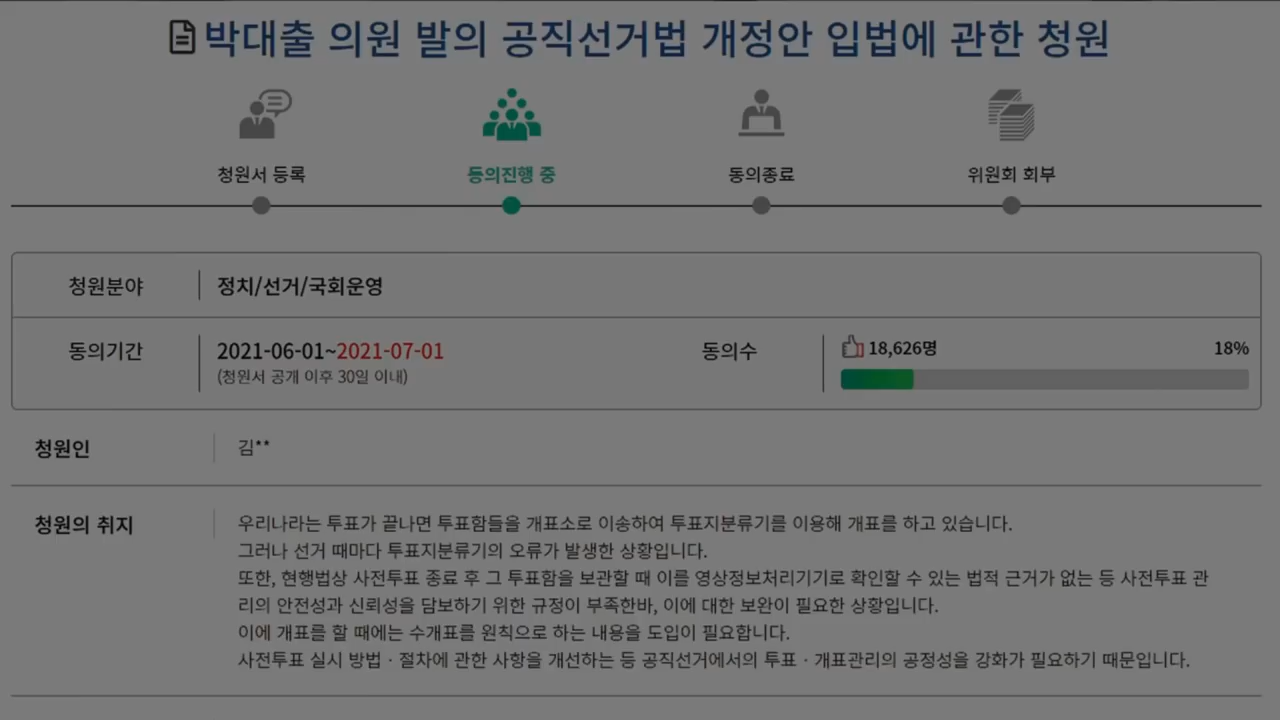 박대출 의원 발의 공직선거법 개정안 입법에 관한 청원
청원서 등록
동의진행 중
동의종료
위원회 회부
청원분야
정치/선거/국회운영
동의기간
2021-06-01~2021-07-01
(청원서 공개 이후 30일 이내)
동의수
18,626명
18%
청원인
김**
청원의 취지
우리나라는 투표가 끝나면 투표함들을 개표소로 이송하여 투표지분류기를 이용해 개표를 하고 있습니다.
그러나 선거 때마다 투표지분류기의 오류가 발생한 상황입니다.
또한, 현행법상 사전투표 종료 후 그 투표함을 보관할 때 이를 영상정보처리기기로 확인할 수 있는 법적 근거가 없는 등 사전투표 관
리의 안전성과 신뢰성을 담보하기 위한 규정이 부족한바, 이에 대한 보완이 필요한 상황입니다.
이에 개표를 할 때에는 수개표를 원칙으로 하는 내용을 도입이 필요합니다.
사전투표 실시 방법 · 절차에 관한 사항을 개선하는 등 공직선거에서의 투표 · 개표관리의 공정성을 강화가 필요하기 때문입니다.